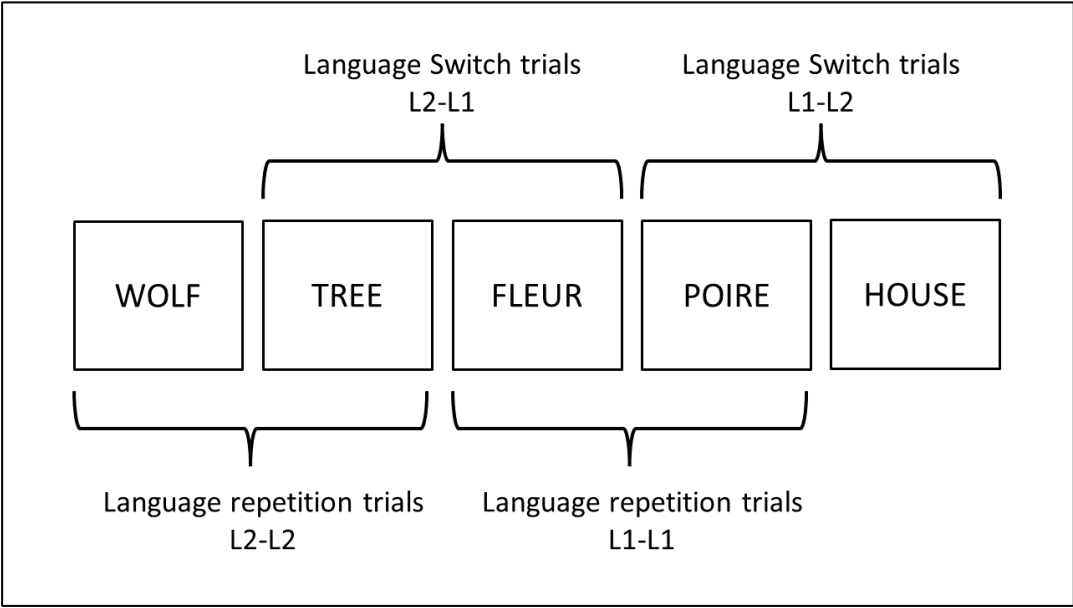 Language Switch trials
L2-L1
Language Switch trials
L1-L2
WOLF
TREE
FLEUR
POIRE
HOUSE
Language repetition trials
L2-L2
Language repetition trials
L1-L1